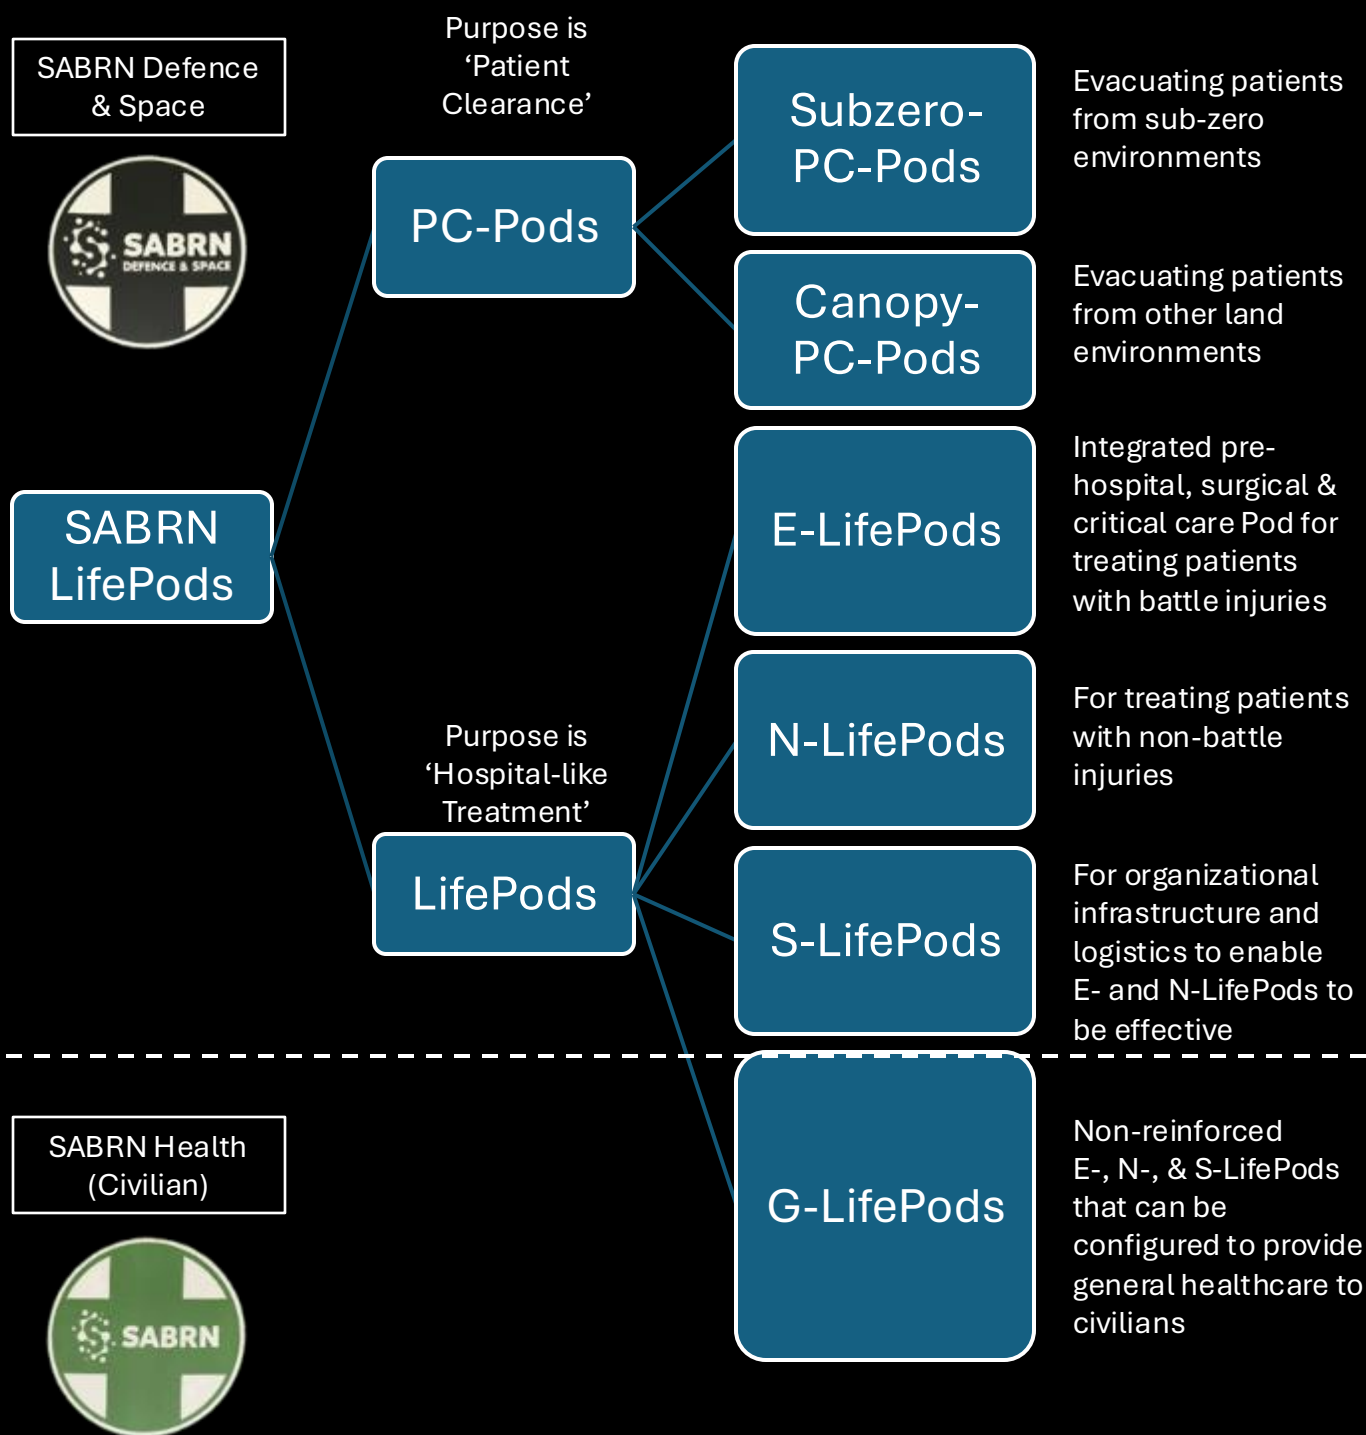 SABRN Defence
& Space
SABRN
DEFENCE & SPACE
Purpose is
‘Patient
Clearance’
PC-Pods
Subzero-
PC-Pods
Evacuating patients
from sub-zero
environments
Canopy-
PC-Pods
Evacuating patients
from other land
environments
SABRN
LifePods
E-LifePods
Integrated pre-
hospital, surgical &
critical care Pod for
treating patients
with battle injuries
Purpose is
‘Hospital-like
Treatment’
LifePods
N-LifePods
For treating patients
with non-battle
injuries
S-LifePods
For organizational
infrastructure and
logistics to enable
E- and N-LifePods to
be effective
SABRN Health
(Civilian)
SABRN
G-LifePods
Non-reinforced
E-, N-, & S-LifePods
that can be
configured to provide
general healthcare to
civilians